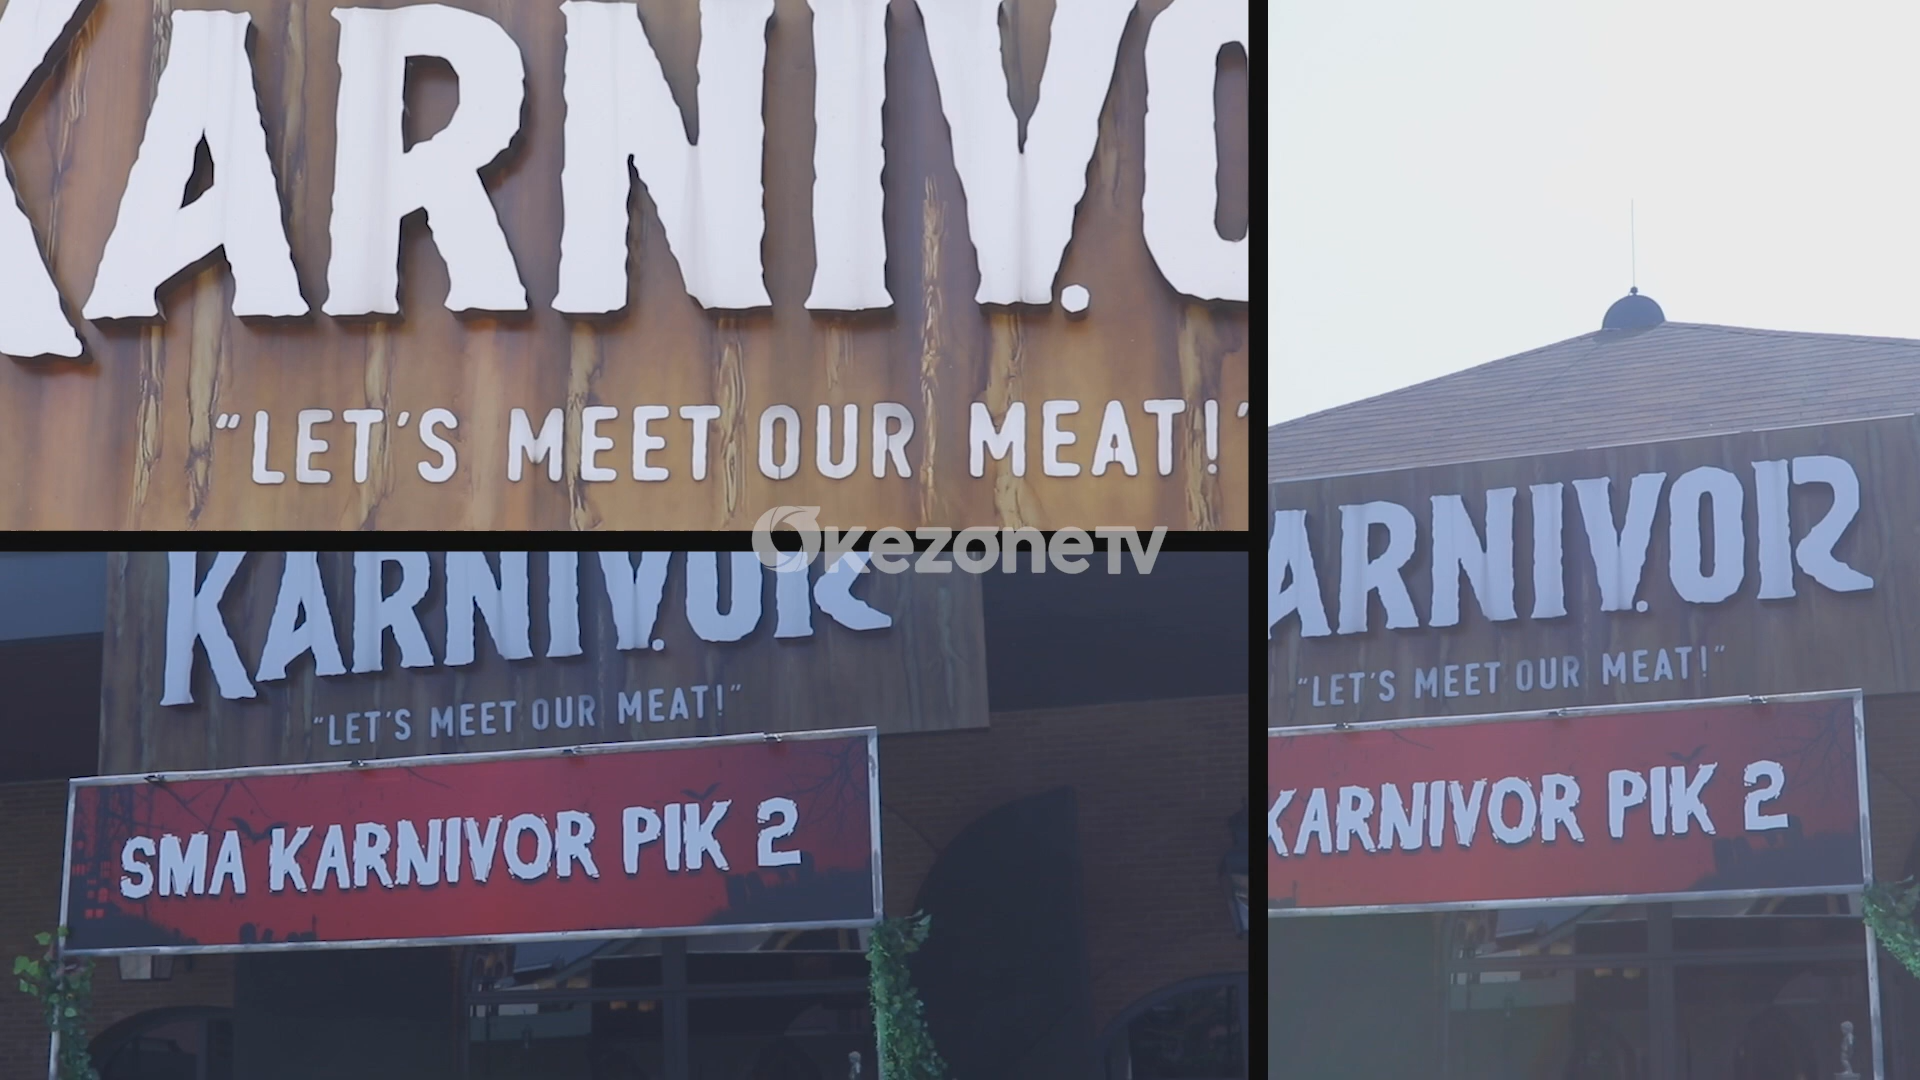 KARNIV.O
“LET’S MEET OUR MEAT!”
OkezoneTV
KARNIV.OR
“LET’S MEET OUR MEAT!”
SMA KARNIVOR PIK 2
ARNIV.OR
“LET’S MEET OUR MEAT!”
KARNIVOR PIK 2